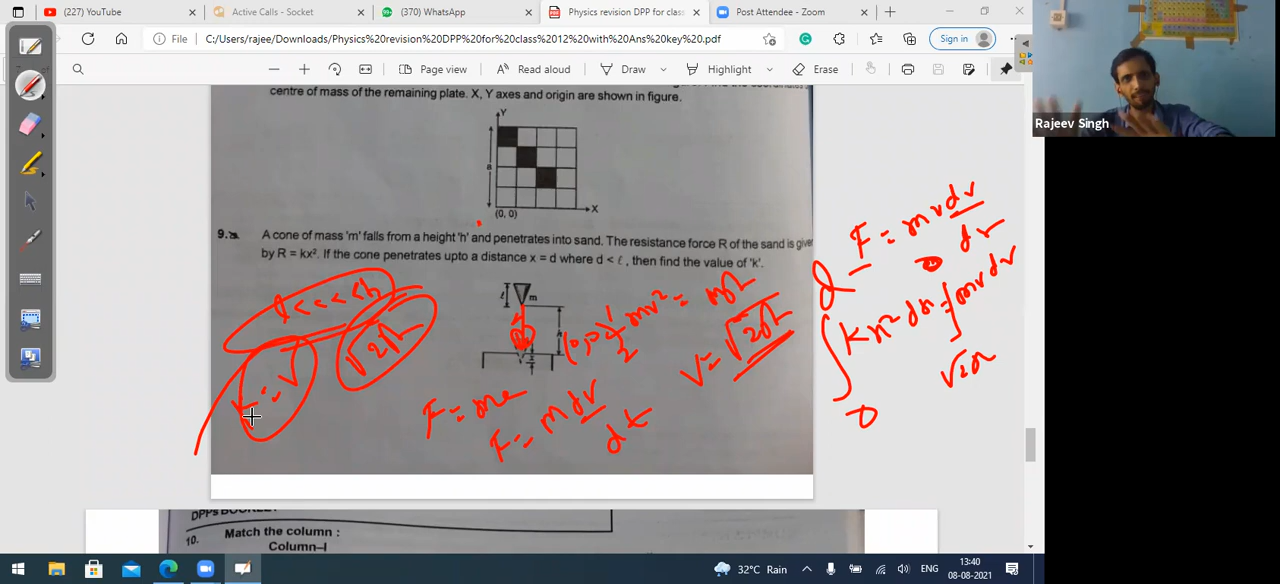 (227) YouTube
Active Calls - Socket
(370) WhatsApp
Physics revision DPP for class
Post Attendee - Zoom
File
C:/Users/rajee/Downloads/Physics%20revision%20DPP%20for%20class%2012%20with%20Ans%20key%20.pdf
Sign in
Page view
Read aloud
Draw
Highlight
Erase
Rajeev Singh
centre of mass of the remaining plate. X, Y axes and origin are shown in figure.
Y
a
(0, 0)
X
9.
A cone of mass 'm' falls from a height 'h' and penetrates into sand. The resistance force R of the sand is given
by R = kx². If the cone penetrates upto a distance x = d where d < ℓ, then find the value of 'k'.
ℓ
m
h
½mv² =
v = √2gh
√2gh
F = ma
F = m dv/dt
F = mv dv
d
kx² dx
mv dv
0
DPPs BOOKLET
10.
Match the column :
Column–I
32°C Rain
ENG
13:40
08-08-2021